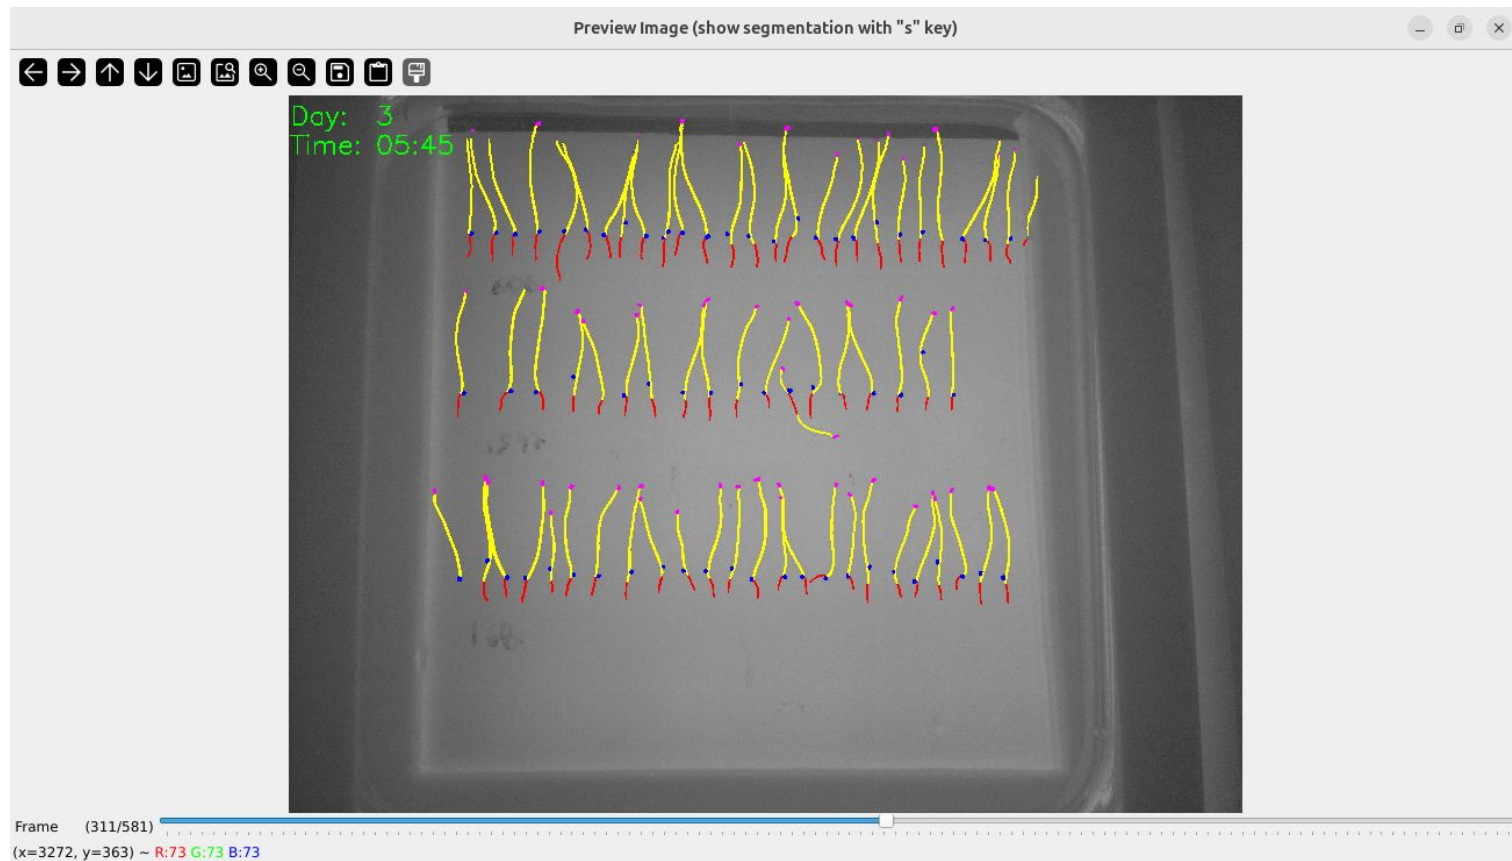 Preview Image (show segmentation with "s" key)
Day: 3
Time: 05:45
Frame (311/581)
(x=3272, y=363) ~ R:73 G:73 B:73